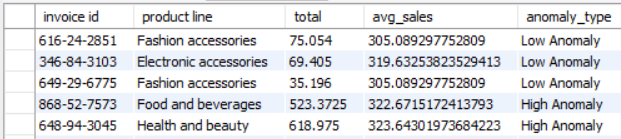 invoice id product line total avg_sales anomaly_type
616-24-2851 Fashion accessories 75.054 305.089297752809 Low Anomaly
346-84-3103 Electronic accessories 69.405 319.63253823529413 Low Anomaly
649-29-6775 Fashion accessories 35.196 305.089297752809 Low Anomaly
868-52-7573 Food and beverages 523.3725 322.6715172413793 High Anomaly
648-94-3045 Health and beauty 618.975 323.64301973684223 High Anomaly